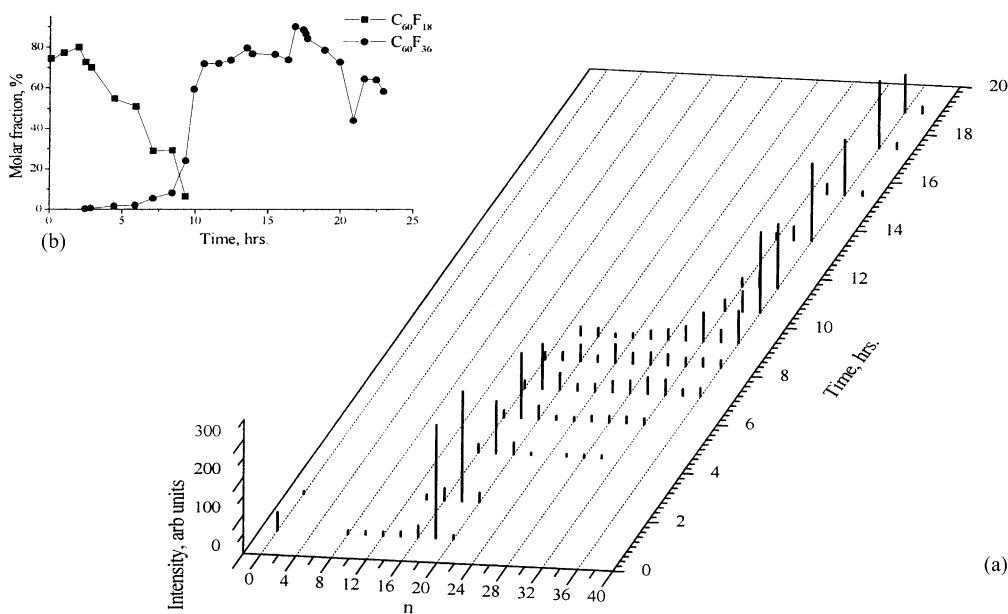 C60F18
C60F36
80
60
40
20
0
Molar fraction, %
0 5 10 15 20 25
Time, hrs.
(b)
20
18
16
14
12
10
8
6
4
2
0
Time, hrs.
300
200
100
0
Intensity, arb units
0 4 8 12 16 20 24 28 32 36 40
n
(a)